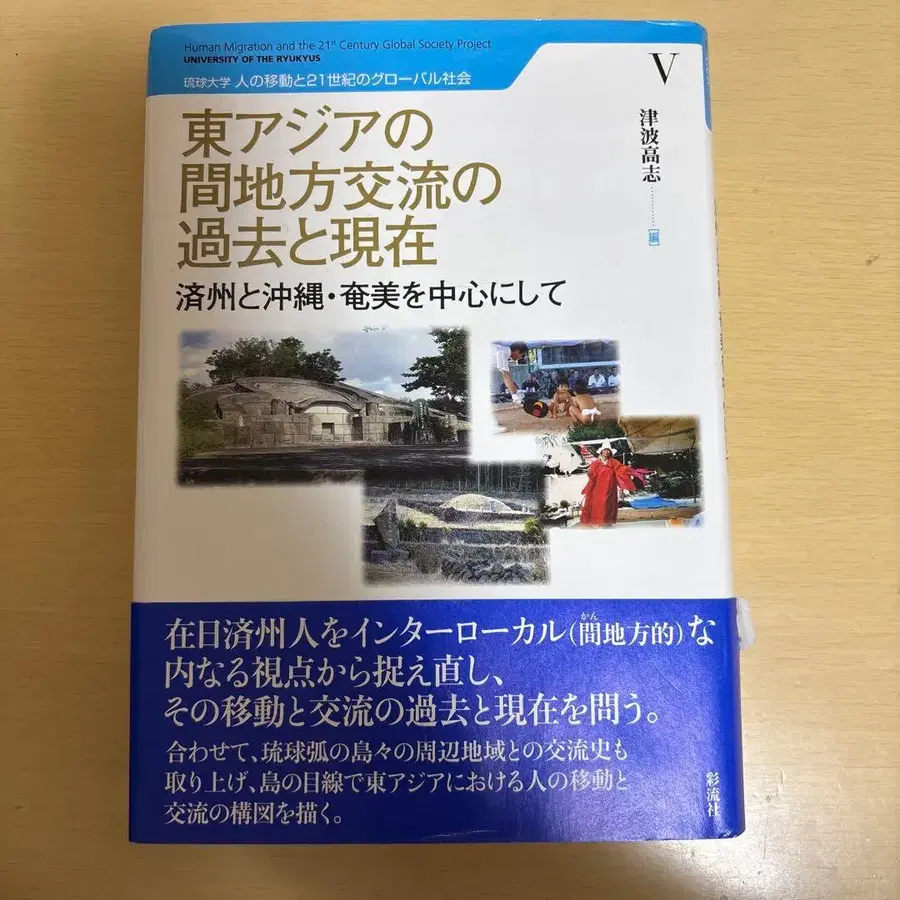 Human Migration and the 21st Century Global Society Project
UNIVERSITY OF THE RYUKYUS
琉球大学 人の移動と21世紀のグローバル社会
V
津波高志…………[編]
東アジアの
間地方交流の
過去と現在
済州と沖縄・奄美を中心にして
在日済州人をインターローカル(間地方的)な
かん
内なる視点から捉え直し、
その移動と交流の過去と現在を問う。
合わせて、琉球弧の島々の周辺地域との交流史も
取り上げ、島の目線で東アジアにおける人の移動と
交流の構図を描く。
彩流社